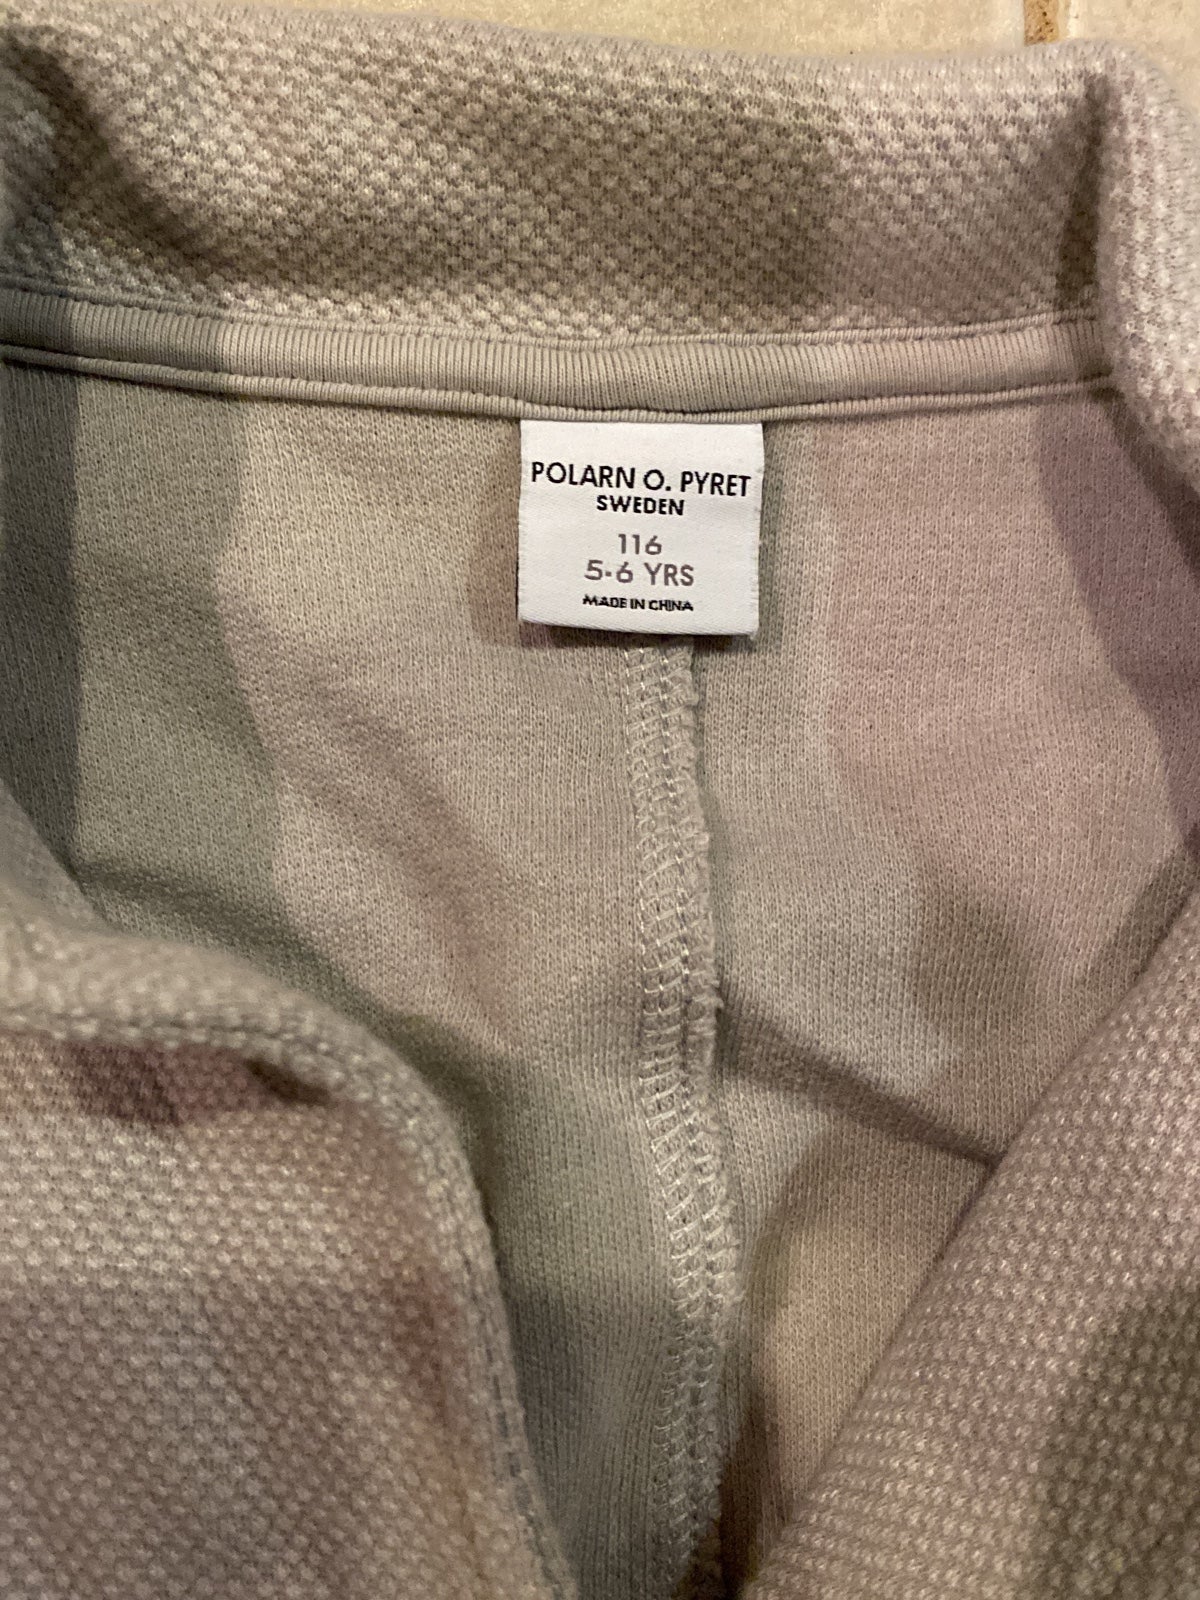 POLARN O. PYRET
SWEDEN
116
5-6 YRS
MADE IN CHINA